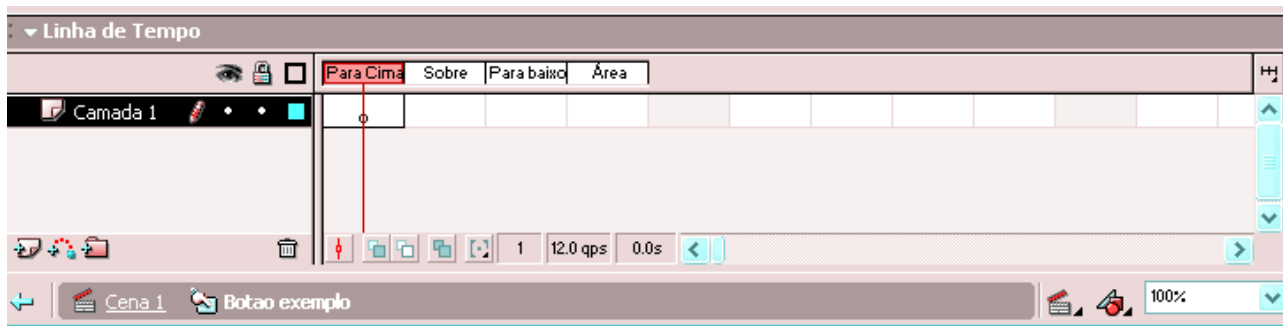 Linha de Tempo
Para Cima Sobre Para baixo Área
Camada 1
1 12.0 qps 0.0s
Cena 1 Botao exemplo 100%